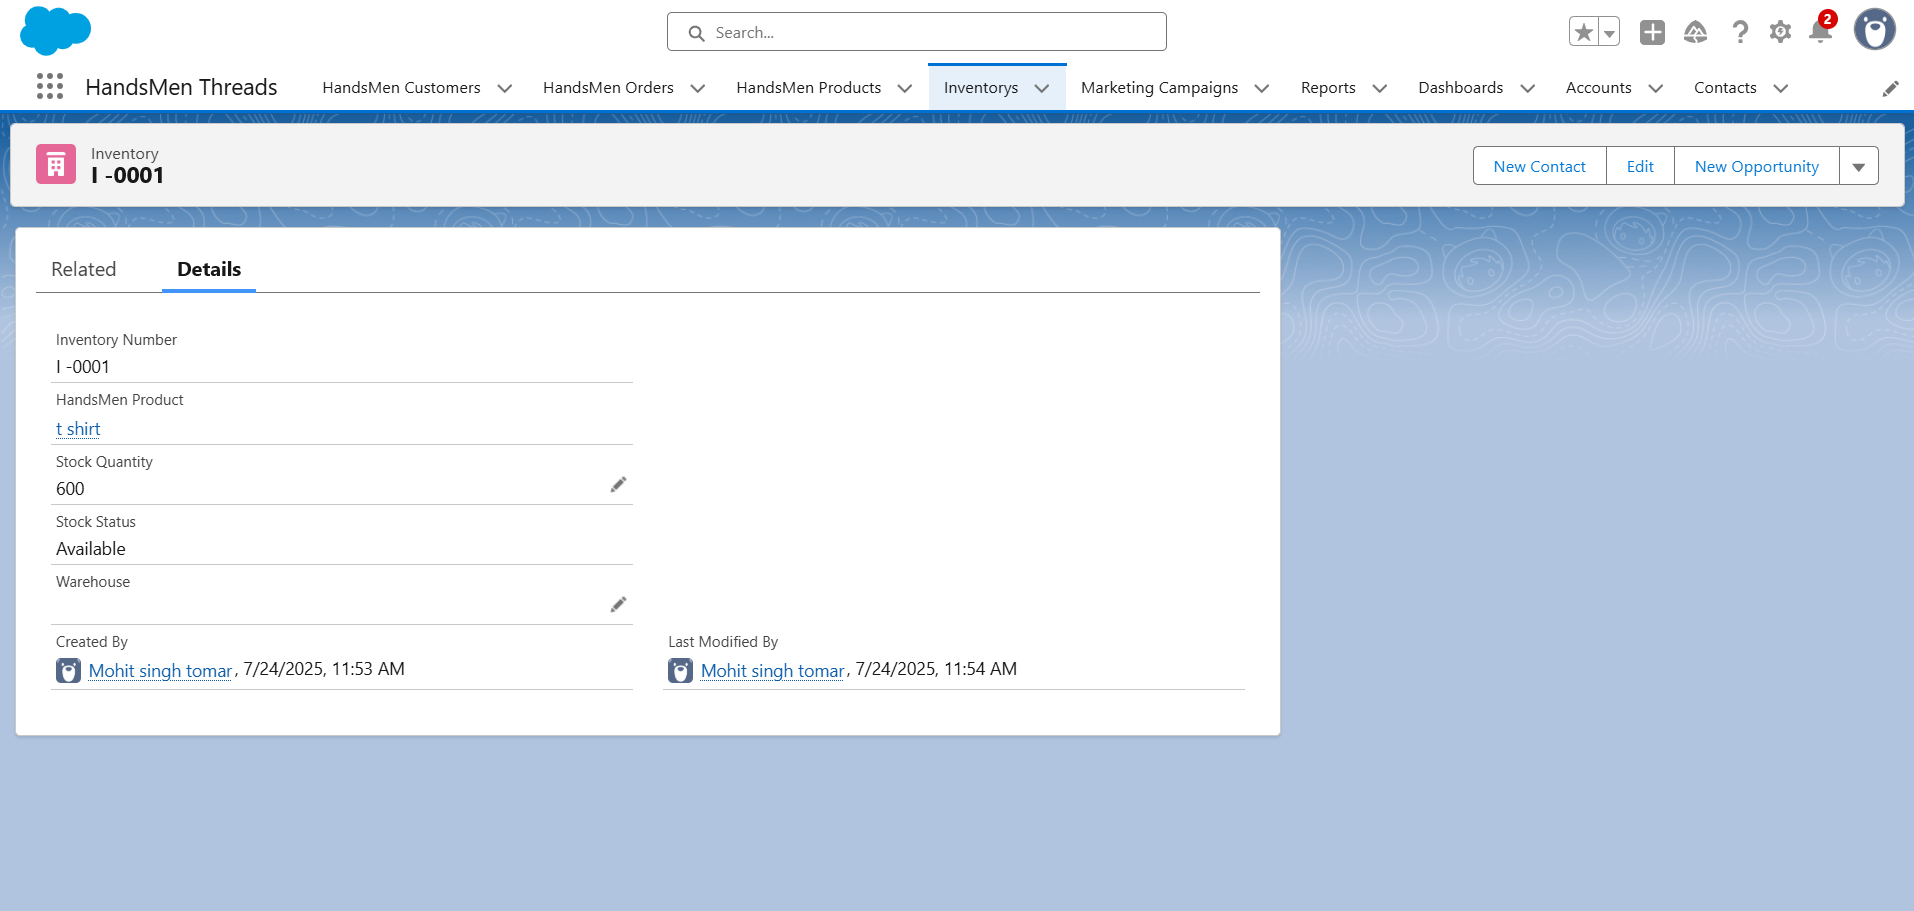 Search...
2
HandsMen Threads
HandsMen Customers
HandsMen Orders
HandsMen Products
Inventorys
Marketing Campaigns
Reports
Dashboards
Accounts
Contacts
Inventory
I -0001
New Contact
Edit
New Opportunity
Related
Details
Inventory Number
I -0001
HandsMen Product
t shirt
Stock Quantity
600
Stock Status
Available
Warehouse
Created By
Mohit singh tomar, 7/24/2025, 11:53 AM
Last Modified By
Mohit singh tomar, 7/24/2025, 11:54 AM